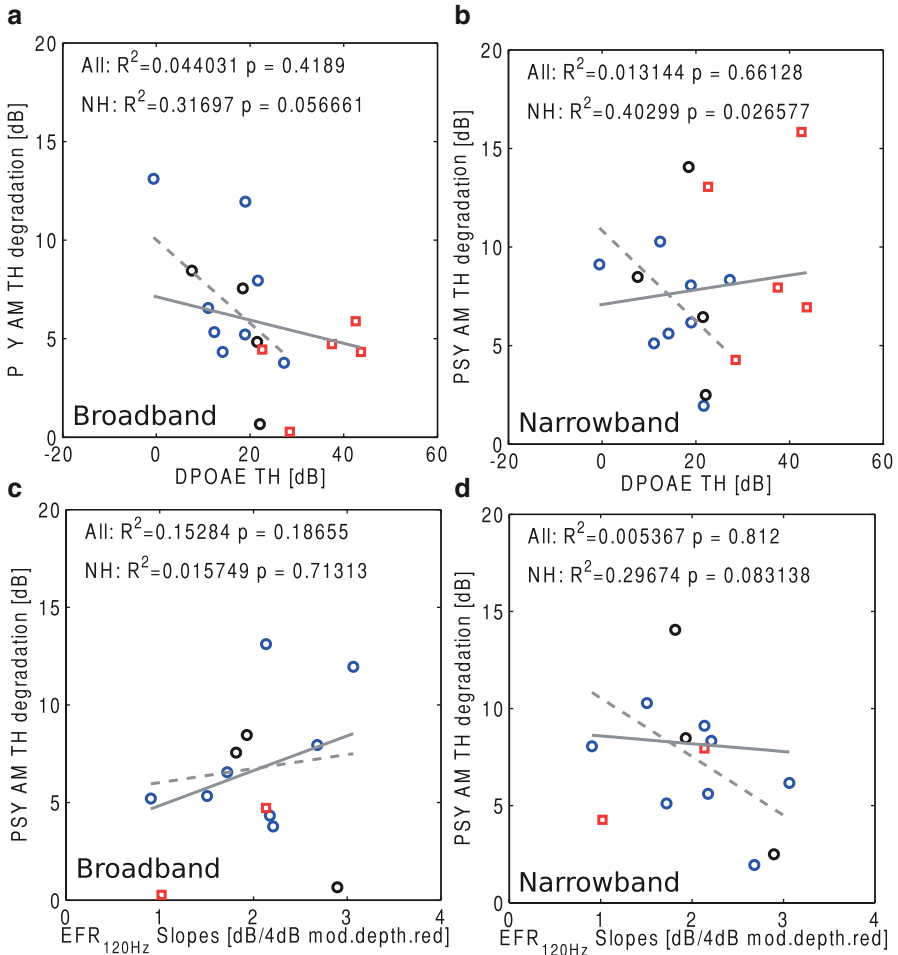 a
20
15
10
5
0
P Y AM TH degradation [dB]
All: R²=0.044031 p = 0.4189
NH: R²=0.31697 p = 0.056661
Broadband
-20 0 20 40 60
DPOAE TH [dB]
b
20
15
10
5
0
PSY AM TH degradation [dB]
All: R²=0.013144 p = 0.66128
NH: R²=0.40299 p = 0.026577
Narrowband
-20 0 20 40 60
DPOAE TH [dB]
c
20
15
10
5
0
PSY AM TH degradation [dB]
All: R²=0.15284 p = 0.18655
NH: R²=0.015749 p = 0.71313
Broadband
0 1 2 3 4
EFR120Hz Slopes [dB/4dB mod.depth.red]
d
20
15
10
5
0
PSY AM TH degradation [dB]
All: R²=0.005367 p = 0.812
NH: R²=0.29674 p = 0.083138
Narrowband
0 1 2 3 4
EFR120Hz Slopes [dB/4dB mod.depth.red]